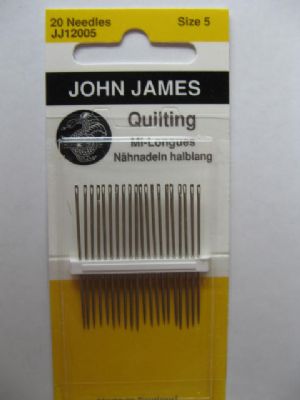 20 Needles Size 5
JJ12005
JOHN JAMES
Quilting
Mi-Longues
Nähnadeln halblang